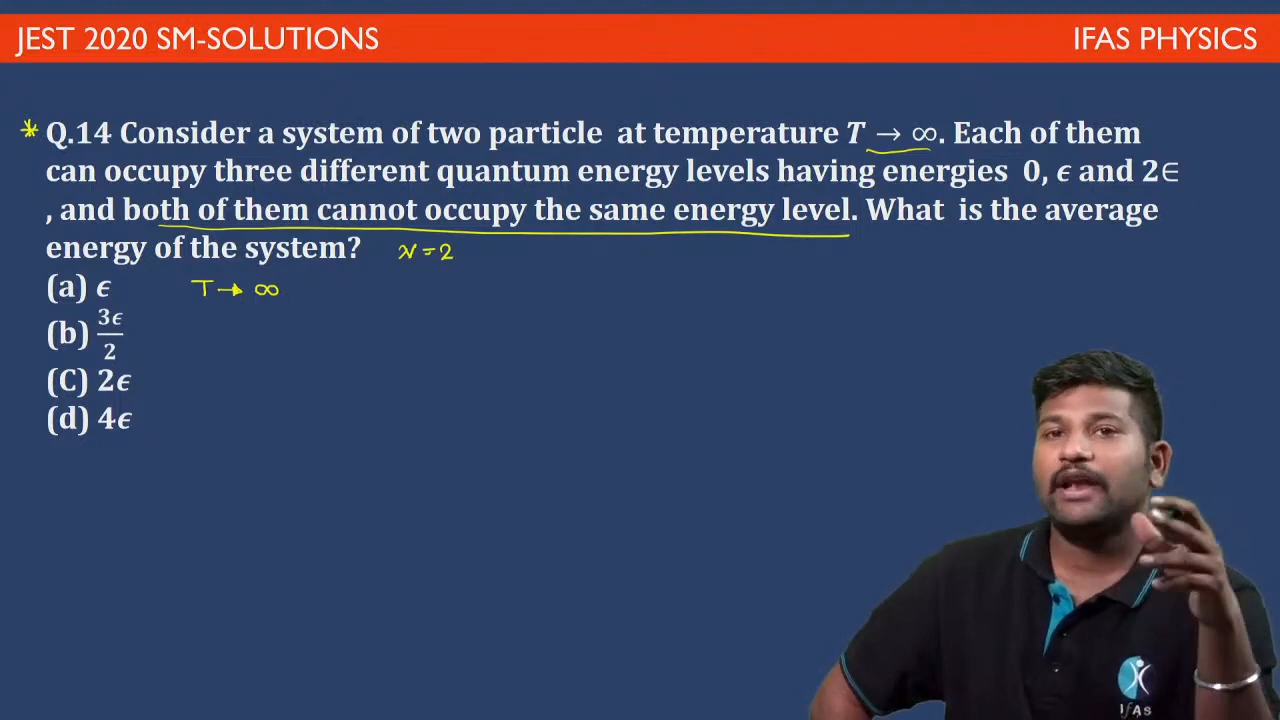 JEST 2020 SM-SOLUTIONS
IFAS PHYSICS
* Q.14 Consider a system of two particle at temperature T → ∞. Each of them
can occupy three different quantum energy levels having energies 0, ϵ and 2∈
, and both of them cannot occupy the same energy level. What is the average
energy of the system? N = 2
(a) ϵ T → ∞
(b) 3ϵ/2
(C) 2ϵ
(d) 4ϵ
IFAS